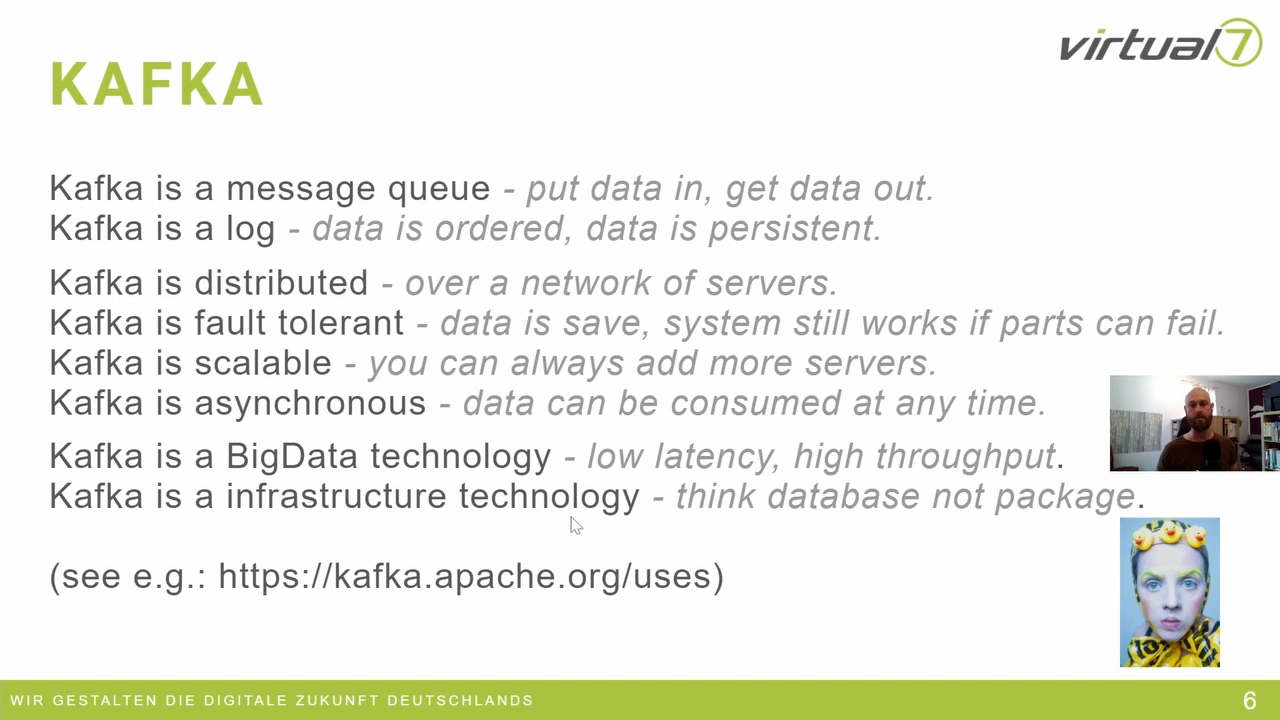 virtual7
KAFKA
Kafka is a message queue - put data in, get data out.
Kafka is a log - data is ordered, data is persistent.
Kafka is distributed - over a network of servers.
Kafka is fault tolerant - data is save, system still works if parts can fail.
Kafka is scalable - you can always add more servers.
Kafka is asynchronous - data can be consumed at any time.
Kafka is a BigData technology - low latency, high throughput.
Kafka is a infrastructure technology - think database not package.
(see e.g.: https://kafka.apache.org/uses)
WIR GESTALTEN DIE DIGITALE ZUKUNFT DEUTSCHLANDS
6